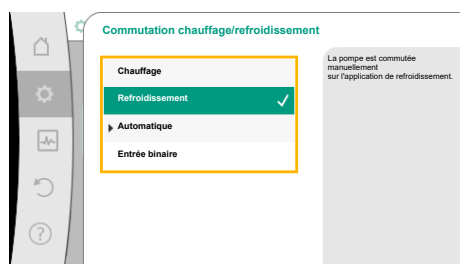 Commutation chauffage/refroidissement
Chauffage
Refroidissement
Automatique
Entrée binaire
La pompe est commutée
manuellement
sur l'application de refroidissement.
?